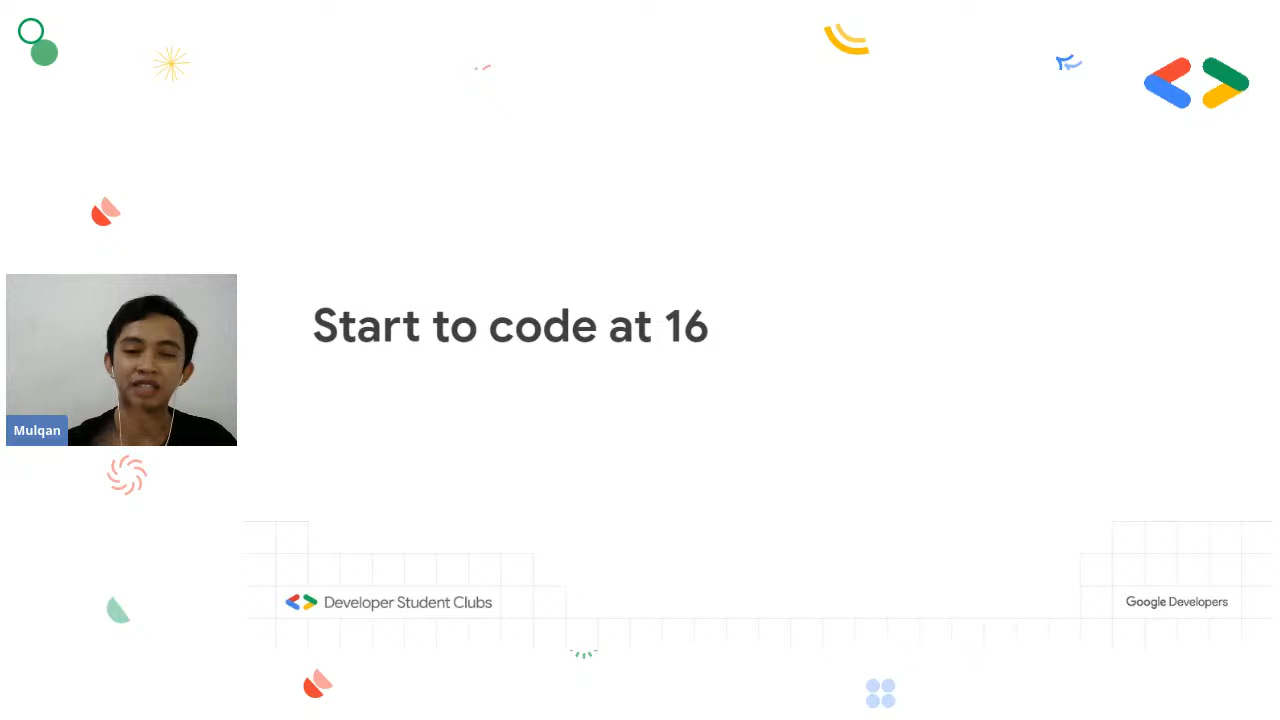 Start to code at 16
Mulqan
Developer Student Clubs
Google Developers